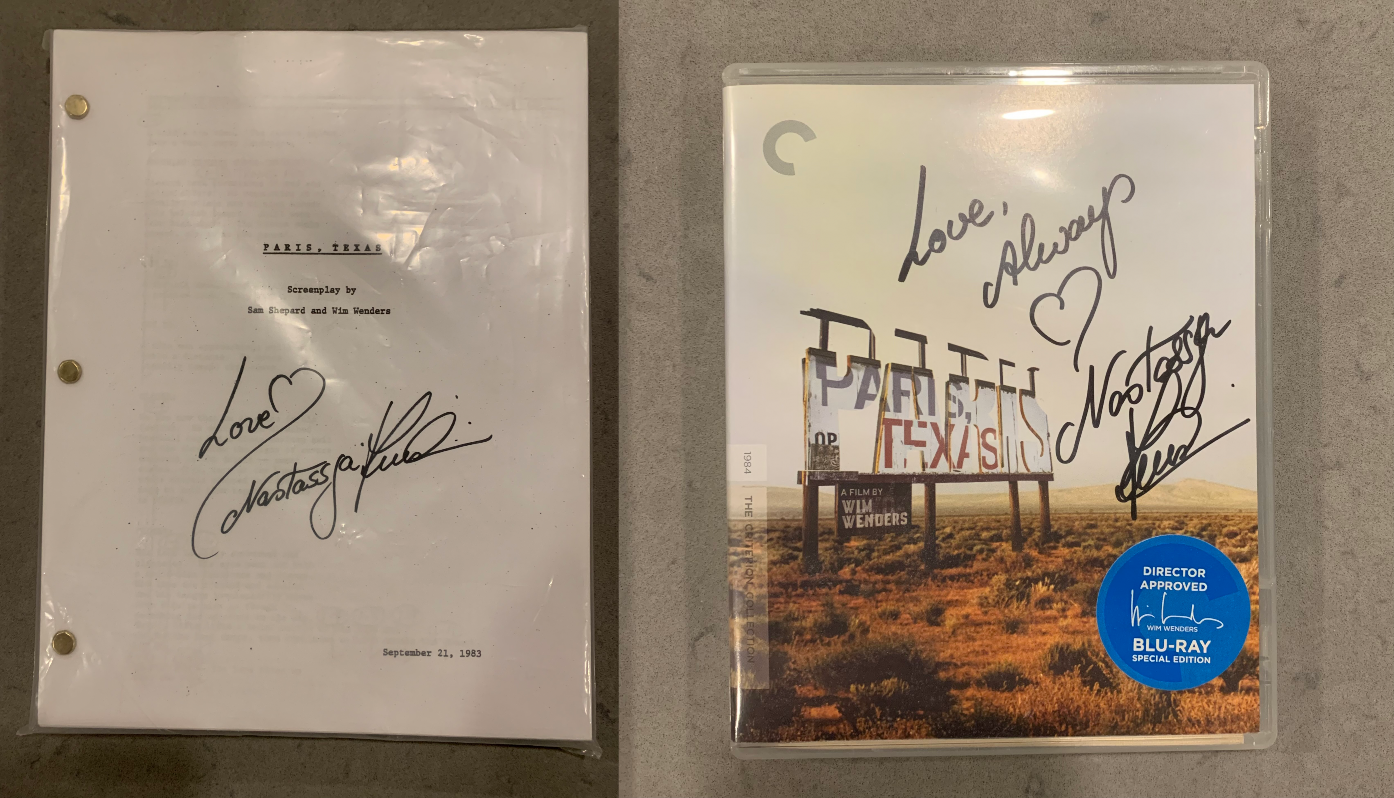 PARIS, TEXAS
Screenplay by
Sam Shepard and Wim Wenders
Love
Nastassja Kinski
September 21, 1983
Love,
Always
Nastassja
Kinski
PARIS,
TEXAS
A FILM BY
WIM
WENDERS
1984 | THE CRITERION COLLECTION
DIRECTOR
APPROVED
WIM WENDERS
BLU-RAY
SPECIAL EDITION